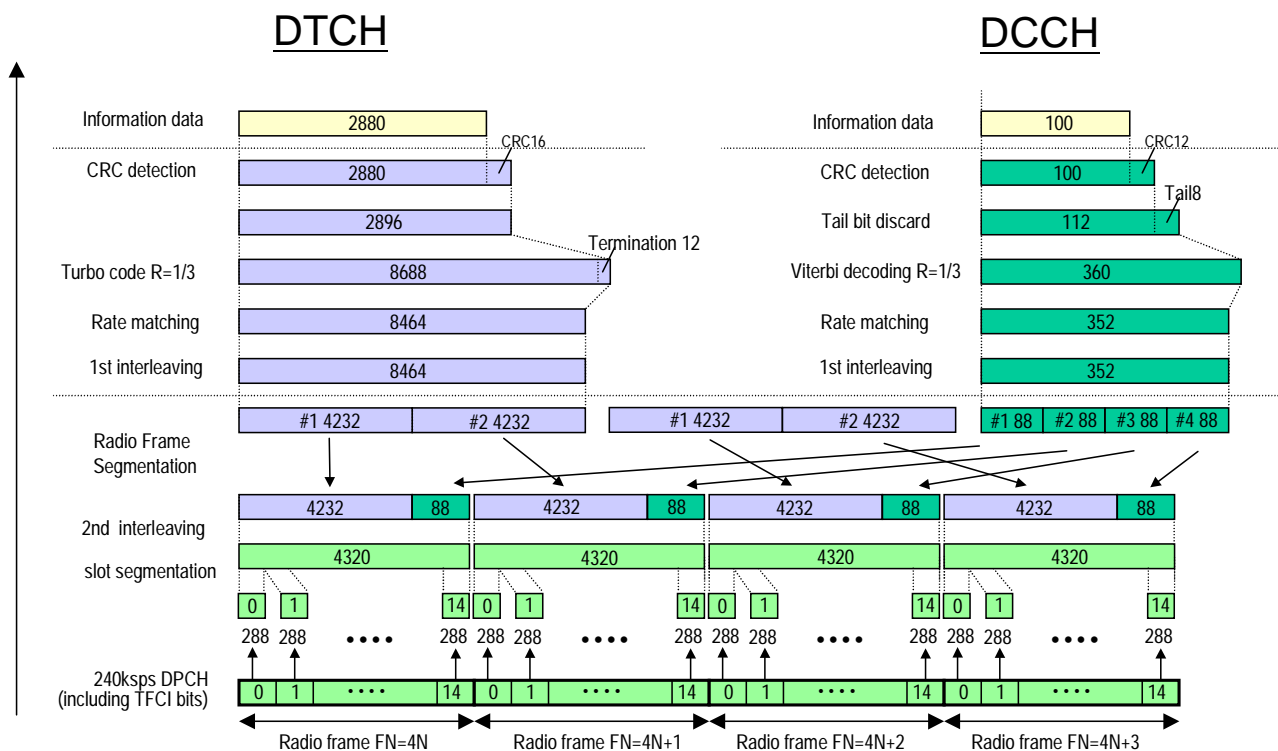 DTCH DCCH
Information data 2880 Information data 100
CRC16 CRC12
CRC detection 2880 CRC detection 100
Tail8
2896 Tail bit discard 112
Termination 12
Turbo code R=1/3 8688 Viterbi decoding R=1/3 360
Rate matching 8464 Rate matching 352
1st interleaving 8464 1st interleaving 352
#1 4232 #2 4232 #1 4232 #2 4232 #1 88 #2 88 #3 88 #4 88
Radio Frame
Segmentation
4232 88 4232 88 4232 88 4232 88
2nd interleaving
4320 4320 4320 4320
slot segmentation
0 1 14 0 1 14 0 1 14 0 1 14
288 288 •••• 288 288 288 •••• 288 288 288 •••• 288 288 288 •••• 288
240ksps DPCH
(including TFCI bits)
0 1 •••• 14 0 1 •••• 14 0 1 •••• 14 0 1 •••• 14
Radio frame FN=4N Radio frame FN=4N+1 Radio frame FN=4N+2 Radio frame FN=4N+3